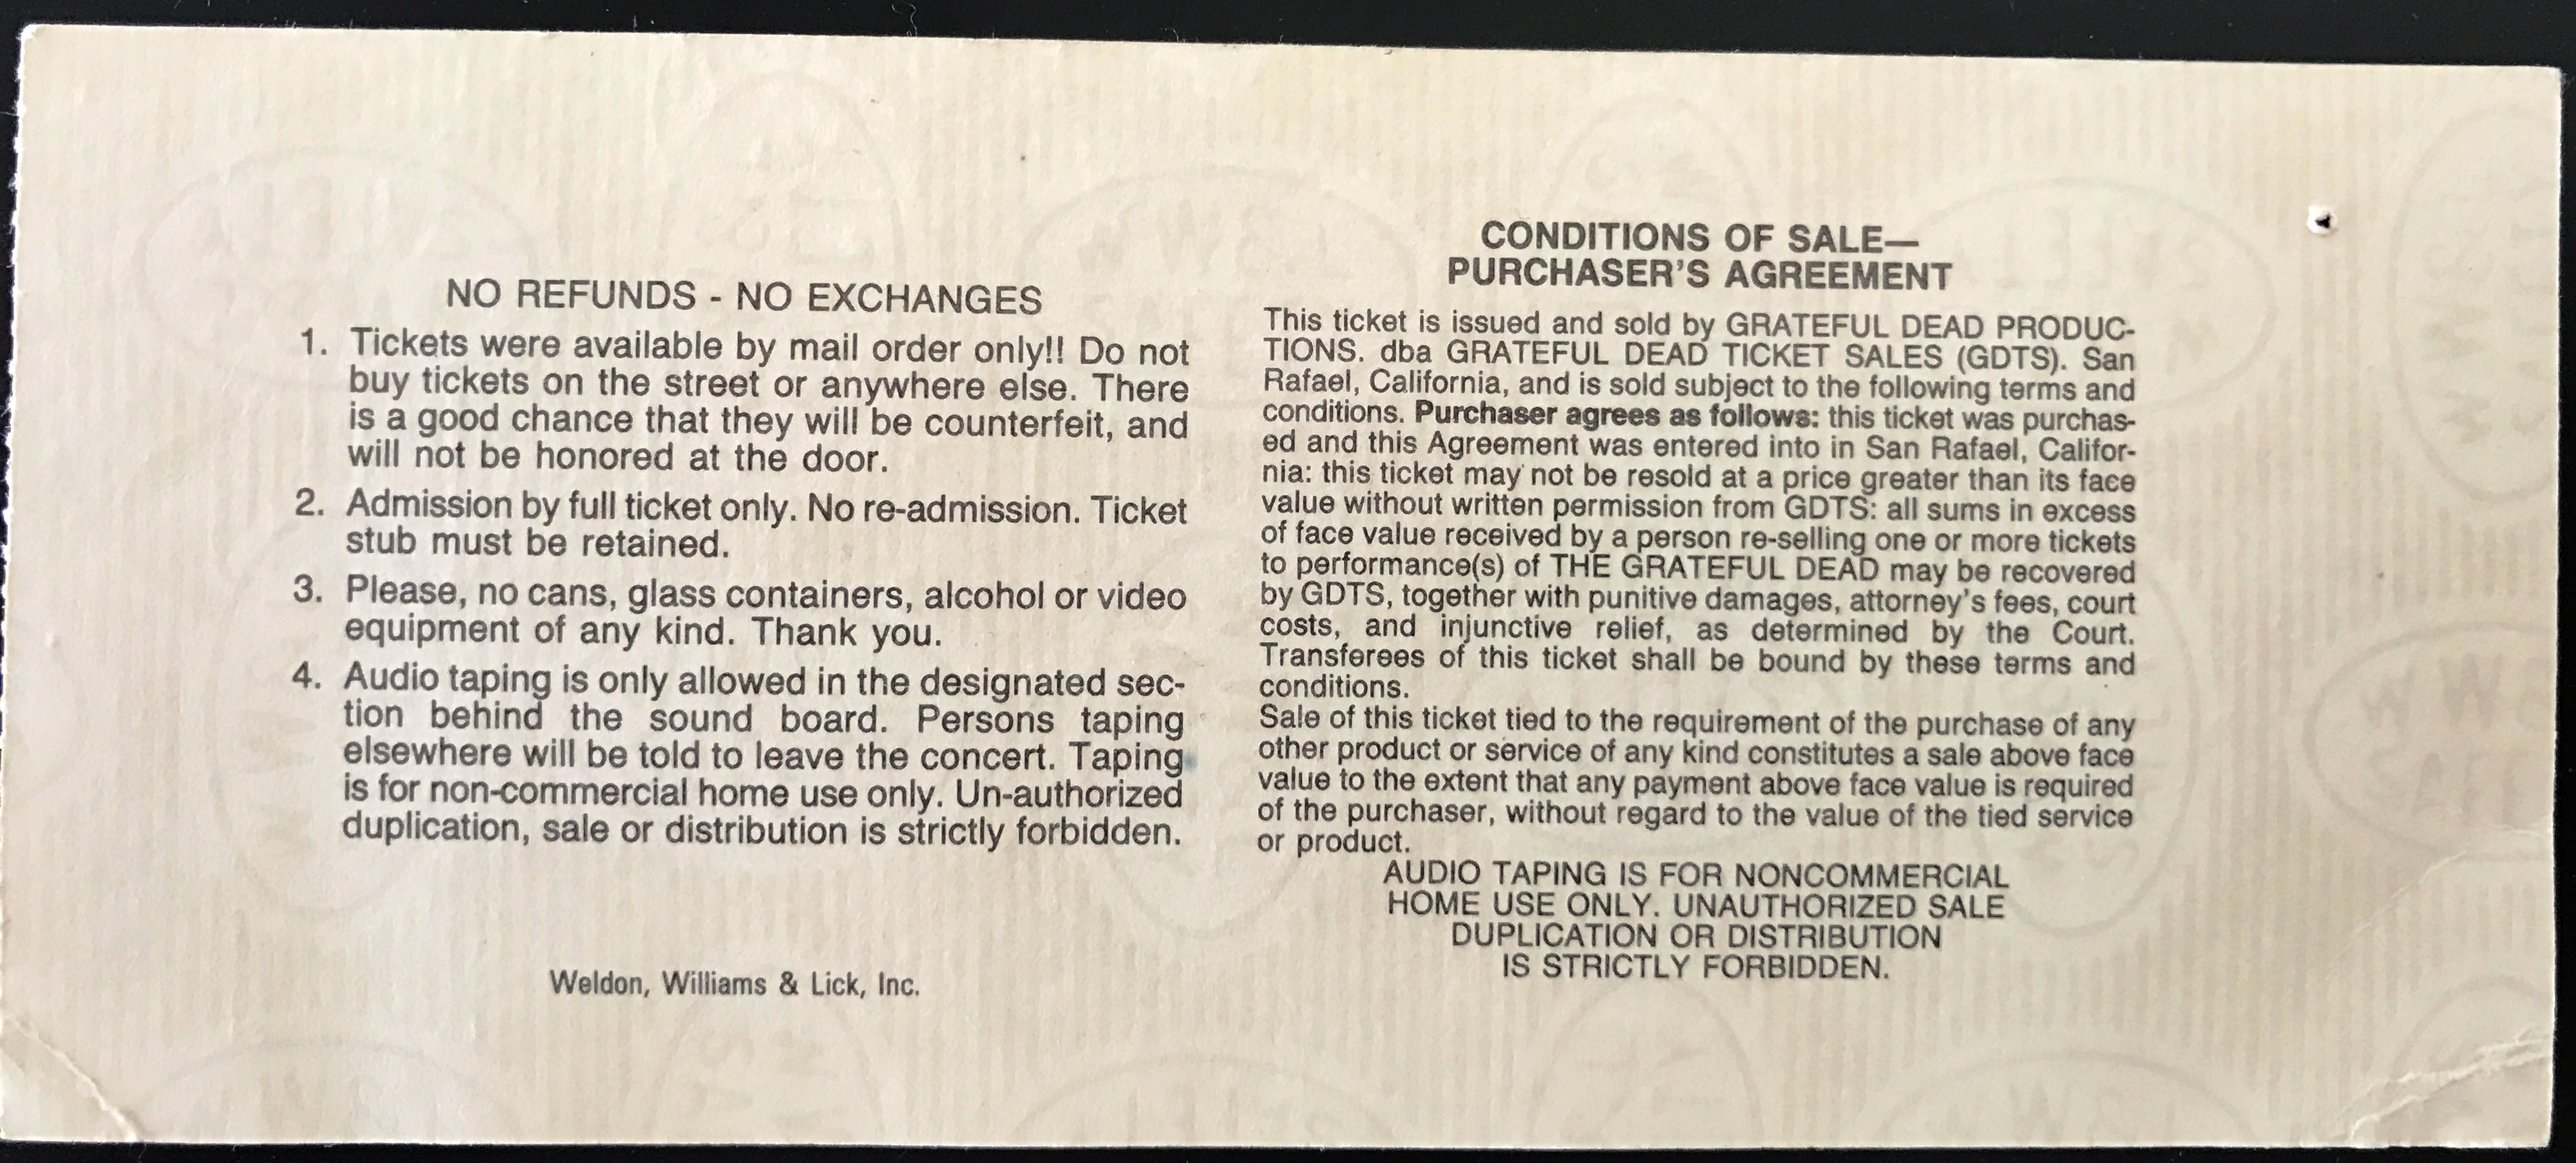 NO REFUNDS - NO EXCHANGES
1. Tickets were available by mail order only!! Do not
buy tickets on the street or anywhere else. There
is a good chance that they will be counterfeit, and
will not be honored at the door.
2. Admission by full ticket only. No re-admission. Ticket
stub must be retained.
3. Please, no cans, glass containers, alcohol or video
equipment of any kind. Thank you.
4. Audio taping is only allowed in the designated sec-
tion behind the sound board. Persons taping
elsewhere will be told to leave the concert. Taping
is for non-commercial home use only. Un-authorized
duplication, sale or distribution is strictly forbidden.
Weldon, Williams & Lick, Inc.
CONDITIONS OF SALE—
PURCHASER'S AGREEMENT
This ticket is issued and sold by GRATEFUL DEAD PRODUC-
TIONS. dba GRATEFUL DEAD TICKET SALES (GDTS). San
Rafael, California, and is sold subject to the following terms and
conditions. Purchaser agrees as follows: this ticket was purchas-
ed and this Agreement was entered into in San Rafael, Califor-
nia: this ticket may not be resold at a price greater than its face
value without written permission from GDTS: all sums in excess
of face value received by a person re-selling one or more tickets
to performance(s) of THE GRATEFUL DEAD may be recovered
by GDTS, together with punitive damages, attorney's fees, court
costs, and injunctive relief, as determined by the Court.
Transferees of this ticket shall be bound by these terms and
conditions.
Sale of this ticket tied to the requirement of the purchase of any
other product or service of any kind constitutes a sale above face
value to the extent that any payment above face value is required
of the purchaser, without regard to the value of the tied service
or product.
AUDIO TAPING IS FOR NONCOMMERCIAL
HOME USE ONLY. UNAUTHORIZED SALE
DUPLICATION OR DISTRIBUTION
IS STRICTLY FORBIDDEN.